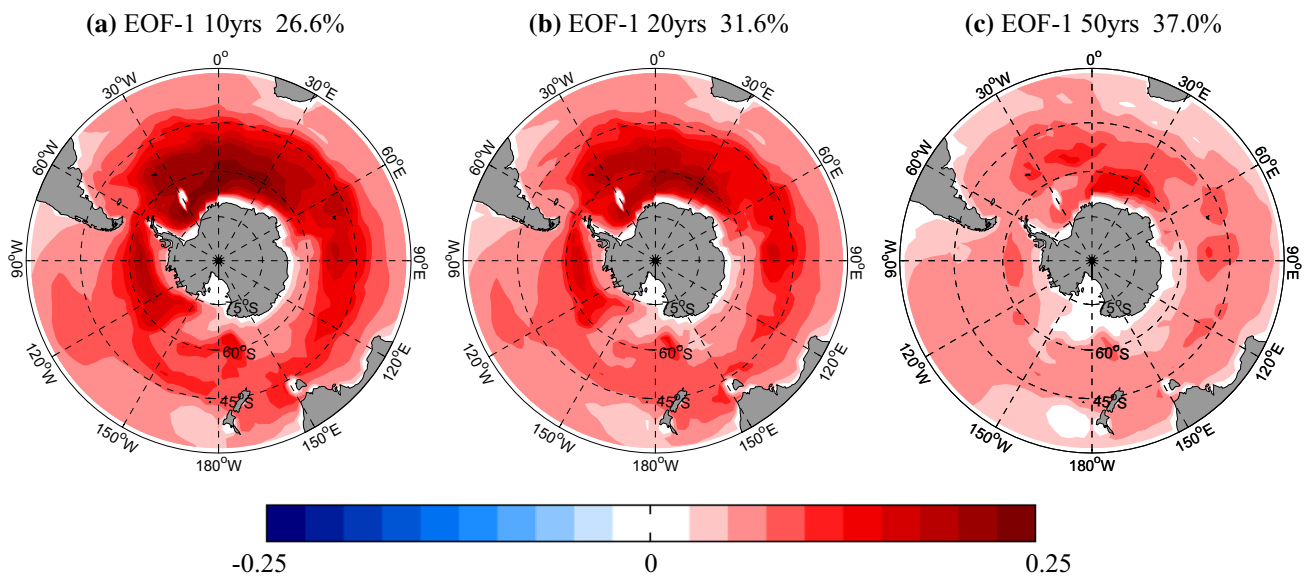 (a) EOF-1 10yrs 26.6%
(b) EOF-1 20yrs 31.6%
(c) EOF-1 50yrs 37.0%
0°
30°E
60°E
90°E
120°E
150°E
180°W
150°W
120°W
90°W
60°W
30°W
75°S
60°S
45°S
0°
30°E
60°E
90°E
120°E
150°E
180°W
150°W
120°W
90°W
60°W
30°W
75°S
60°S
45°S
0°
30°E
60°E
90°E
120°E
150°E
180°W
150°W
120°W
90°W
60°W
30°W
75°S
60°S
45°S
-0.25
0
0.25